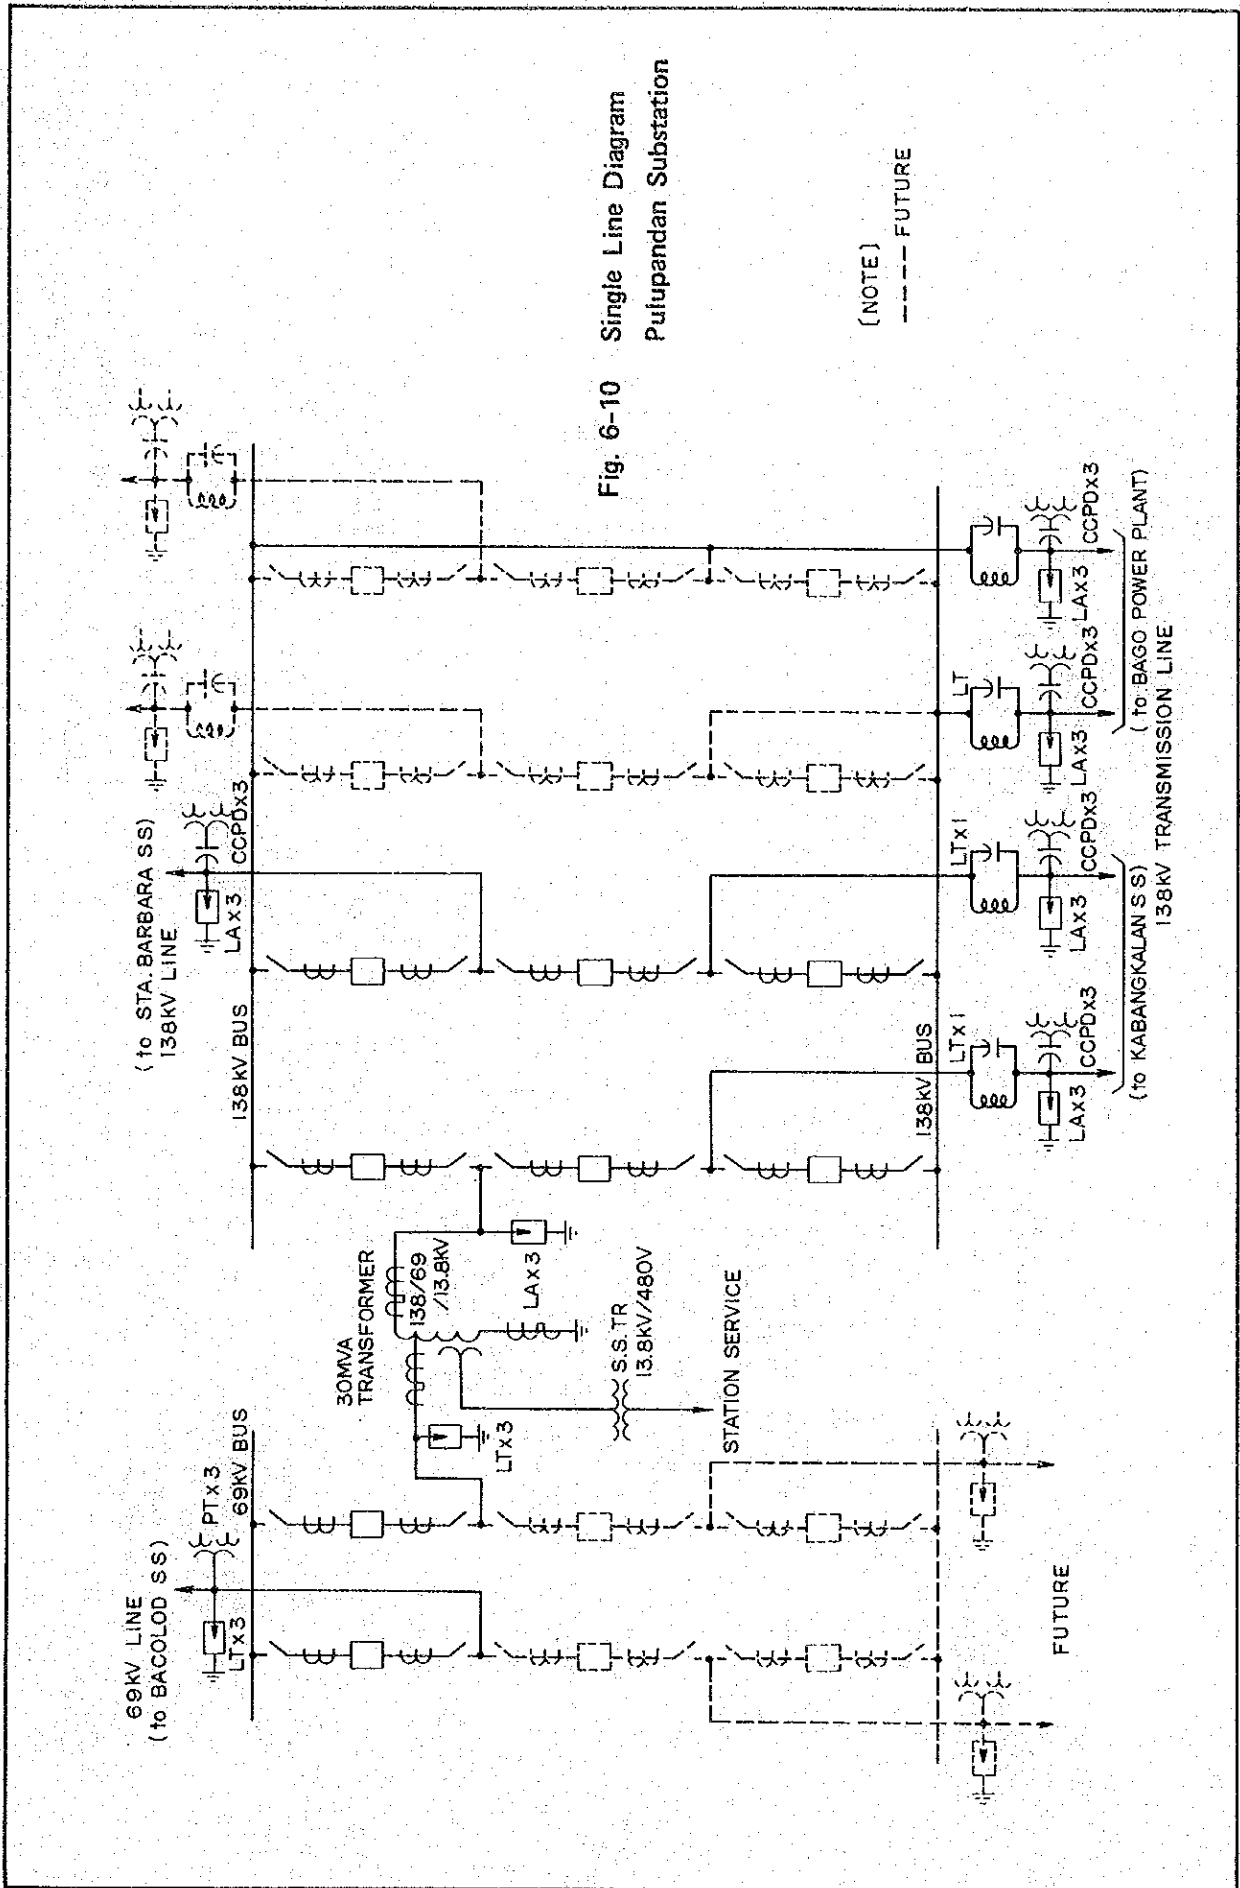 69KV LINE
(to BACOLOD SS)
LTx3
PTx3
69KV BUS
30MVA
TRANSFORMER
138/69
/13.8KV
LTx3
LAx3
S.S. TR
13.8KV/480V
STATION SERVICE
FUTURE
(to STA. BARBARA SS)
138KV LINE
138KV BUS
LAx3
CCPDx3
138KV BUS
LTx1
LAx3
CCPDx3
LTx1
LAx3
CCPDx3
(to KABANGKALAN SS)
LT
LAx3
CCPDx3
LAx3
CCPDx3
(to BAGO POWER PLANT)
138KV TRANSMISSION LINE
Fig. 6-10 Single Line Diagram
Pulupandan Substation
[NOTE]
---- FUTURE